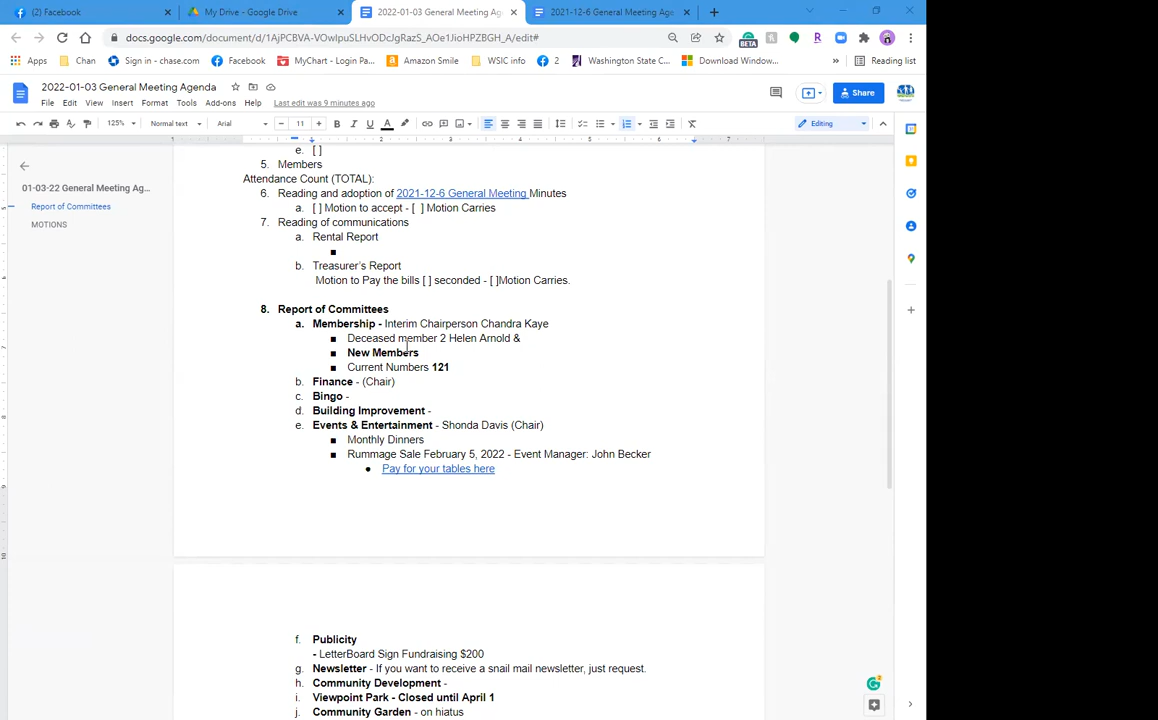 (2) Facebook
My Drive - Google Drive
2022-01-03 General Meeting Ag
2021-12-6 General Meeting Age
docs.google.com/document/d/1AjPCBVA-VOwIpuSLHvODcJgRazS_AOe1JioHPZBGH_A/edit#
BETA
Apps
Chan
Sign in - chase.com
Facebook
MyChart - Login Pa...
Amazon Smile
WSIC info
2
Washington State C...
Download Window...
Reading list
2022-01-03 General Meeting Agenda
File Edit View Insert Format Tools Add-ons Help Last edit was 9 minutes ago
Share
125% Normal text Arial 11
Editing
01-03-22 General Meeting Ag...
Report of Committees
MOTIONS
e. [ ]
5. Members
Attendance Count (TOTAL):
6. Reading and adoption of 2021-12-6 General Meeting Minutes
a. [ ] Motion to accept - [ ] Motion Carries
7. Reading of communications
a. Rental Report
b. Treasurer's Report
Motion to Pay the bills [ ] seconded - [ ]Motion Carries.
8. Report of Committees
a. Membership - Interim Chairperson Chandra Kaye
Deceased member 2 Helen Arnold &
New Members
Current Numbers 121
b. Finance - (Chair)
c. Bingo -
d. Building Improvement -
e. Events & Entertainment - Shonda Davis (Chair)
Monthly Dinners
Rummage Sale February 5, 2022 - Event Manager: John Becker
Pay for your tables here
f. Publicity
- LetterBoard Sign Fundraising $200
g. Newsletter - If you want to receive a snail mail newsletter, just request.
h. Community Development -
i. Viewpoint Park - Closed until April 1
j. Community Garden - on hiatus